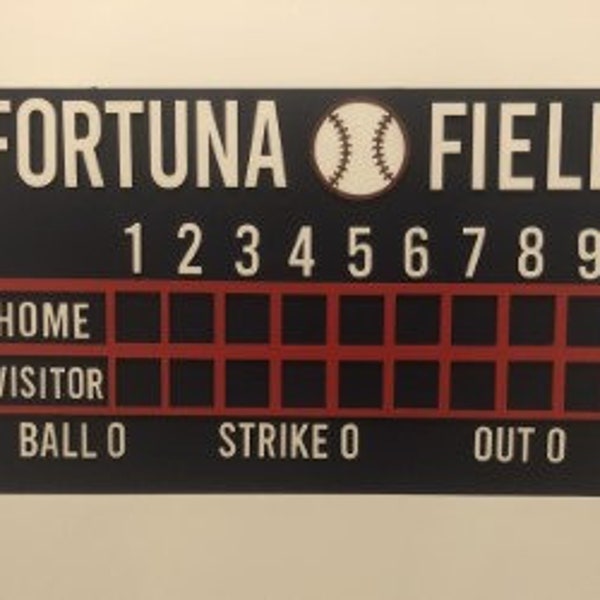 FORTUNA FIEL
1 2 3 4 5 6 7 8 9
HOME
VISITOR
BALL 0 STRIKE 0 OUT 0